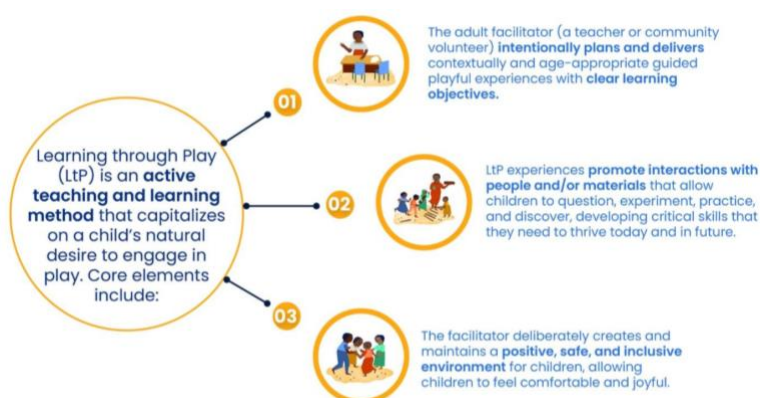 Learning through Play
(LtP) is an active
teaching and learning
method that capitalizes
on a child's natural
desire to engage in
play. Core elements
include:
01
The adult facilitator (a teacher or community
volunteer) intentionally plans and delivers
contextually and age-appropriate guided
playful experiences with clear learning
objectives.
02
LtP experiences promote interactions with
people and/or materials that allow
children to question, experiment, practice,
and discover, developing critical skills that
they need to thrive today and in future.
03
The facilitator deliberately creates and
maintains a positive, safe, and inclusive
environment for children, allowing
children to feel comfortable and joyful.